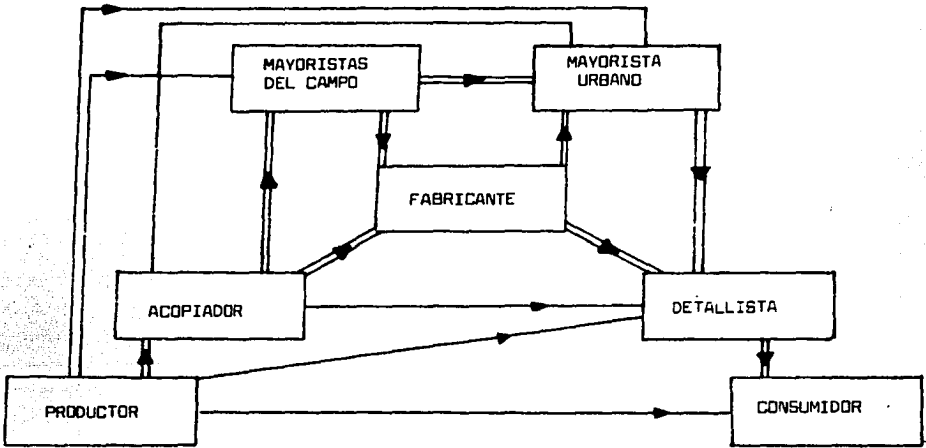 MAYORISTAS
DEL CAMPO
MAYORISTA
URBANO
FABRICANTE
ACOPIADOR
DETALLISTA
PRODUCTOR
CONSUMIDOR